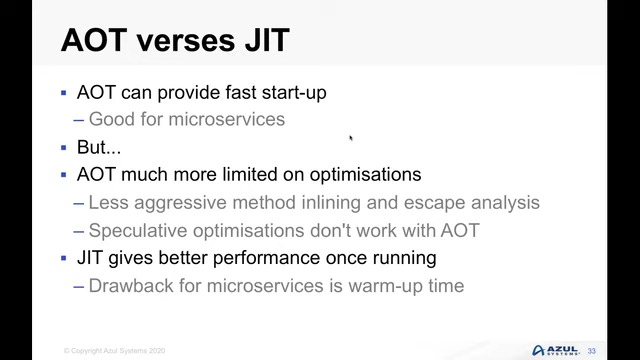 AOT verses JIT
▪ AOT can provide fast start-up
– Good for microservices
▪ But...
▪ AOT much more limited on optimisations
– Less aggressive method inlining and escape analysis
– Speculative optimisations don't work with AOT
▪ JIT gives better performance once running
– Drawback for microservices is warm-up time
© Copyright Azul Systems 2020
AZUL
SYSTEMS
33